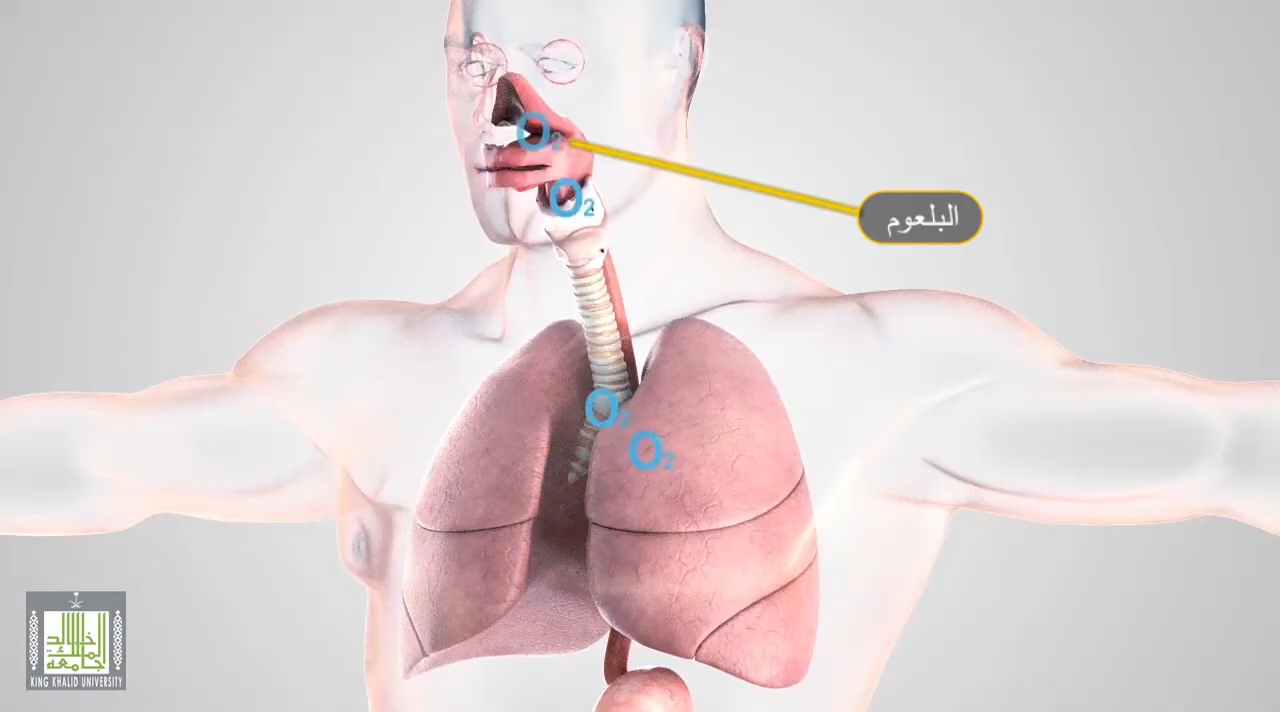 O₂
البلعوم
O₂
O₂
O₂
خالد
الملك
جامعة
KING KHALID UNIVERSITY